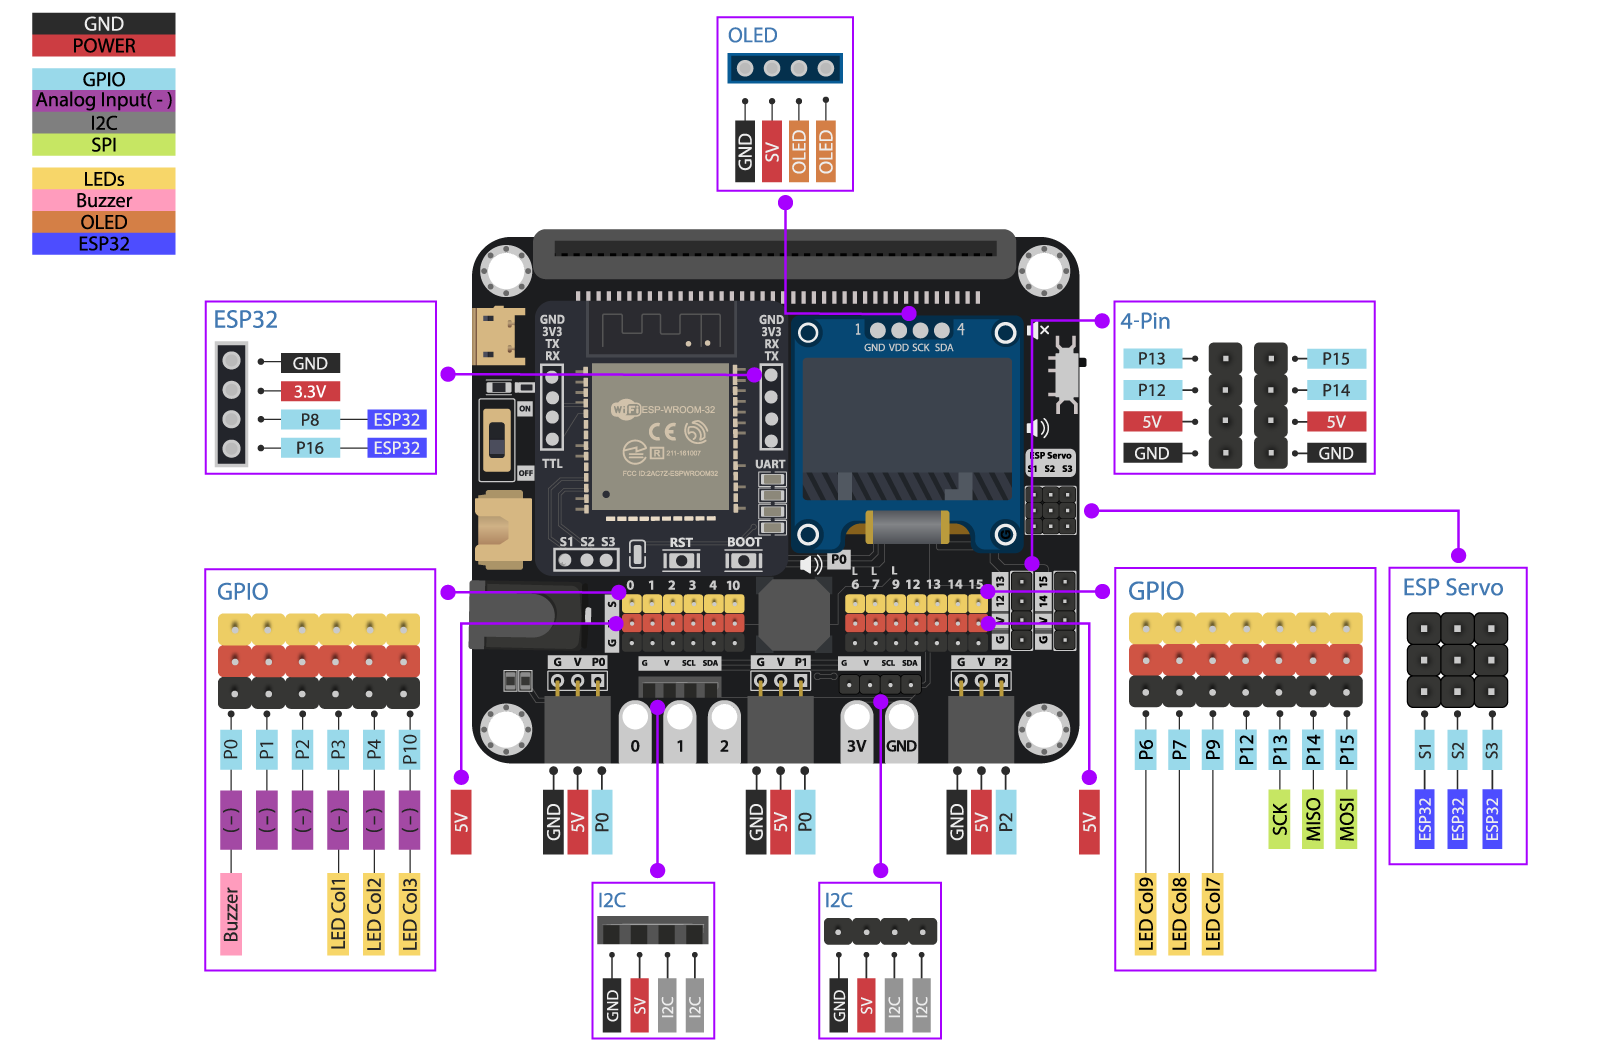 GND
POWER
GPIO
Analog Input( - )
I2C
SPI
LEDs
Buzzer
OLED
ESP32
OLED
GND
SV
OLED
OLED
ESP32
GND
3.3V
P8 ESP32
P16 ESP32
4-Pin
P13 P15
P12 P14
5V 5V
GND GND
GND
3V3
TX
RX
GND
3V3
RX
TX
TTL
UART
ON
OFF
WiFi ESP-WROOM-32
CE
R 211-161007
FCC ID:2AC7Z-ESPWROOM32
S1 S2 S3
RST
BOOT
1 4
GND VDD SCK SDA
ESP Servo
S1 S2 S3
P0
L L L
0 1 2 3 4 10
6 7 9 12 13 14 15
S
G
13
12
V
G
15
14
V
G
G V P0
G V SCL SDA
G V P1
G V SCL SDA
G V P2
0 1 2 3V GND
GPIO
P0 P1 P2 P3 P4 P10
(-) (-) (-) (-) (-) (-)
Buzzer LED Col1 LED Col2 LED Col3
5V
GND 5V P0
GND 5V P0
GND 5V P2
5V
GPIO
P6 P7 P9 P12 P13 P14 P15
SCK MISO MOSI
LED Col9 LED Col8 LED Col7
ESP Servo
S1 S2 S3
ESP32 ESP32 ESP32
I2C
GND SV I2C I2C
I2C
GND SV I2C I2C